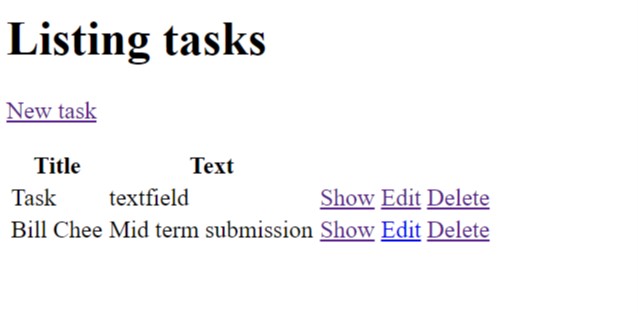 Listing tasks
New task
Title Text
Task textfield Show Edit Delete
Bill Chee Mid term submission Show Edit Delete